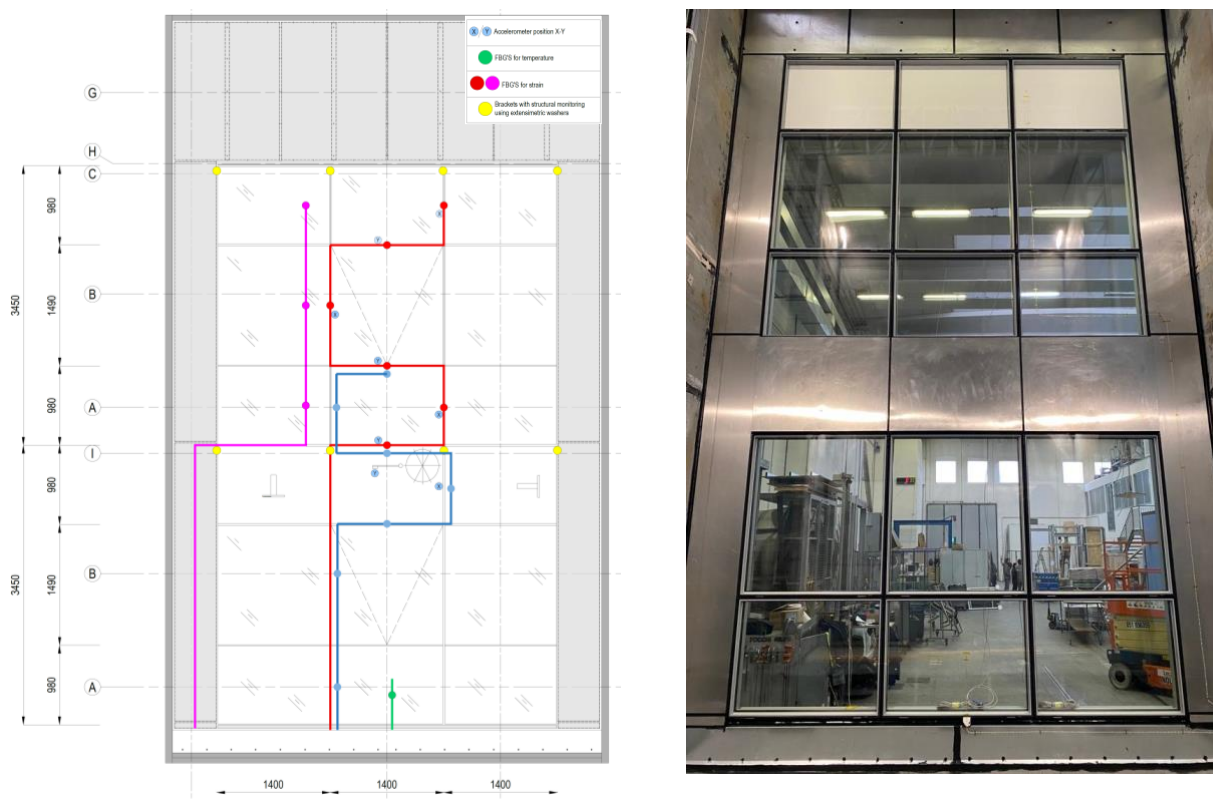 X Y Accelerometer position X-Y
FBG'S for temperature
FBG'S for strain
Brackets with structural monitoring
using extensimetric washers
G
H
C
B
A
I
B
A
980
1490
980
980
1490
980
3450
3450
X
Y
X
Y
X
Y
Y
X
1400
1400
1400